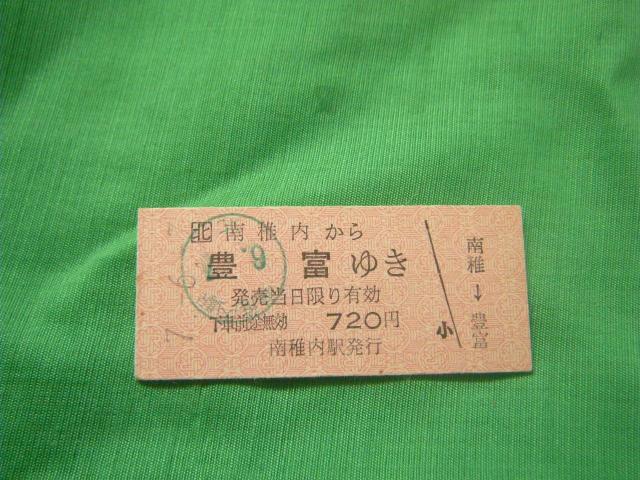 北 南稚内から
豊富ゆき
発売当日限り有効
下車前途無効 720円
南稚内駅発行
小
南稚→豊富